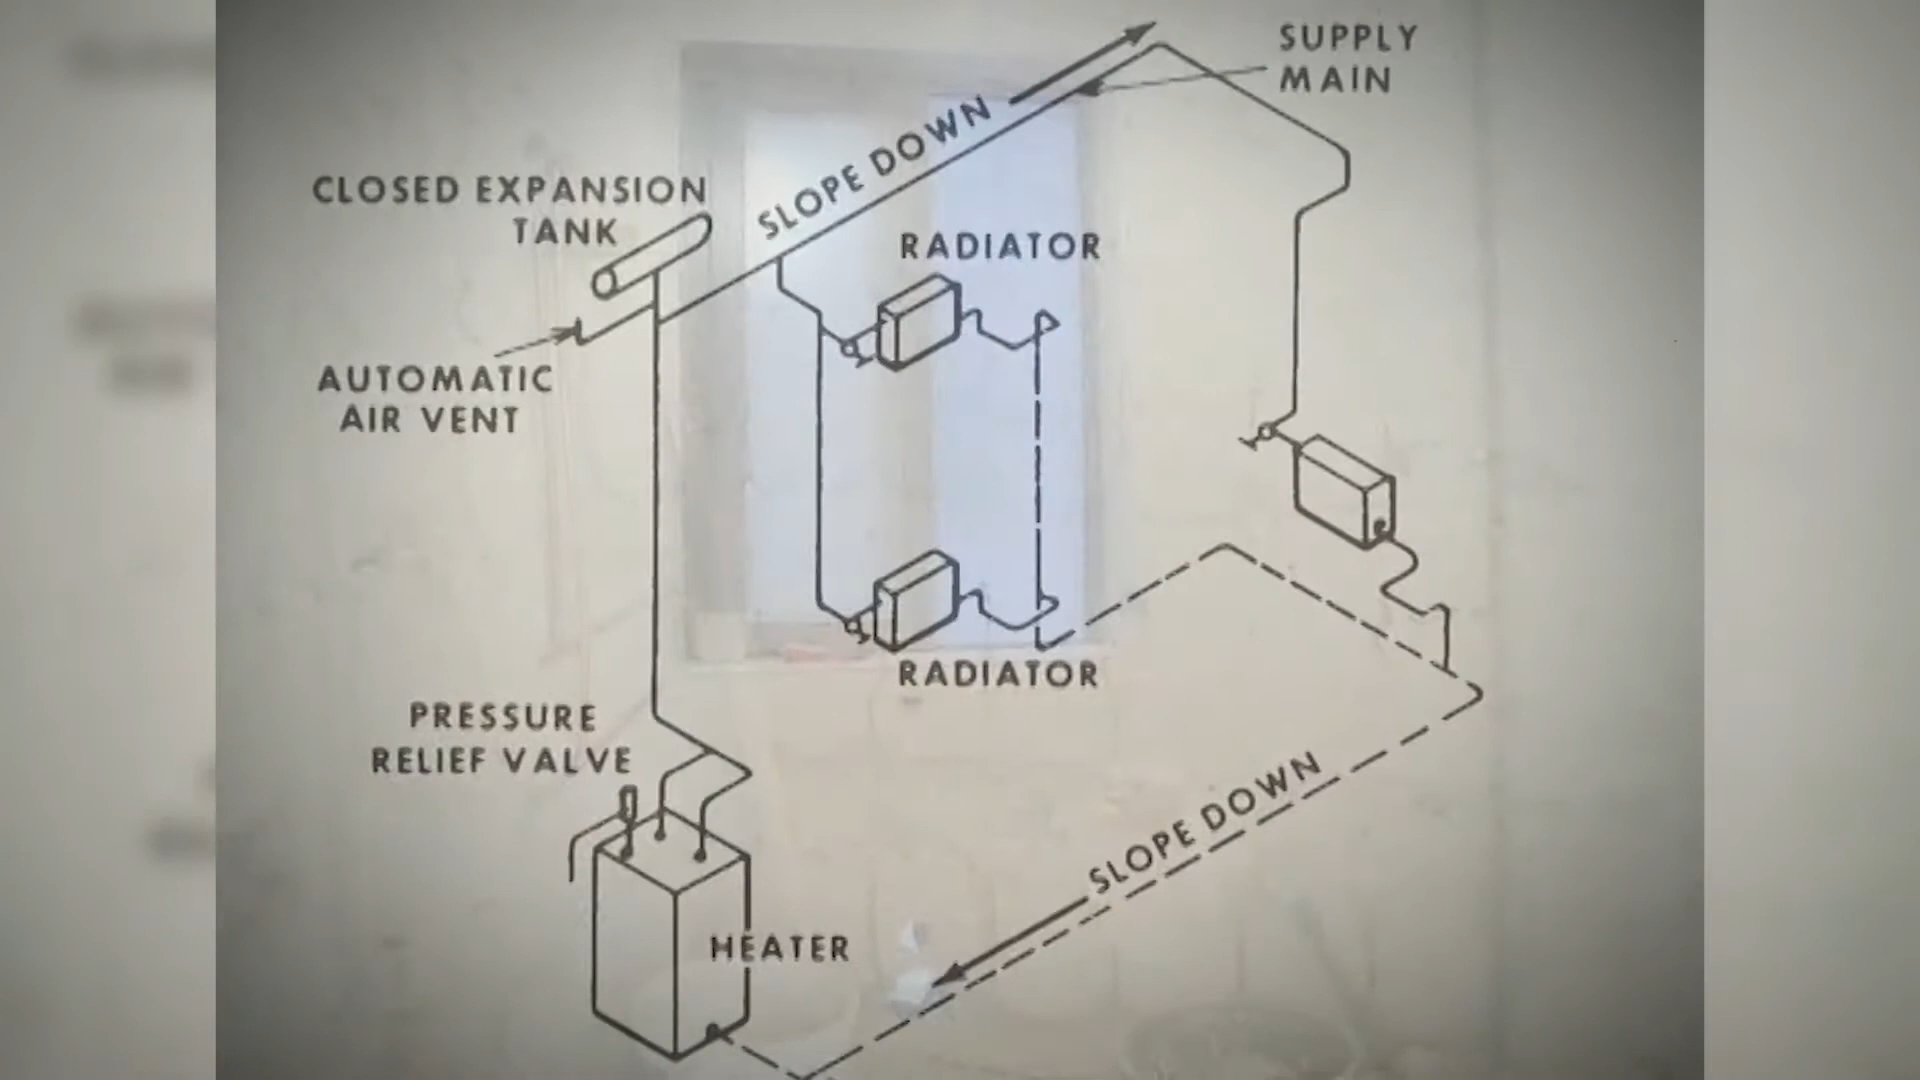 SUPPLY
MAIN
SLOPE DOWN
CLOSED EXPANSION
TANK
RADIATOR
AUTOMATIC
AIR VENT
RADIATOR
PRESSURE
RELIEF VALVE
SLOPE DOWN
HEATER